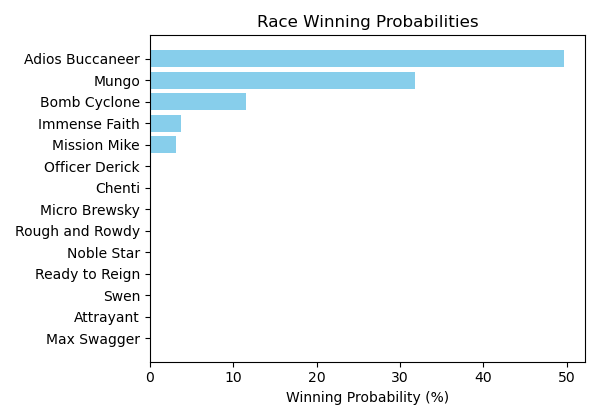 Race Winning Probabilities
Adios Buccaneer
Mungo
Bomb Cyclone
Immense Faith
Mission Mike
Officer Derick
Chenti
Micro Brewsky
Rough and Rowdy
Noble Star
Ready to Reign
Swen
Attrayant
Max Swagger
0 10 20 30 40 50
Winning Probability (%)